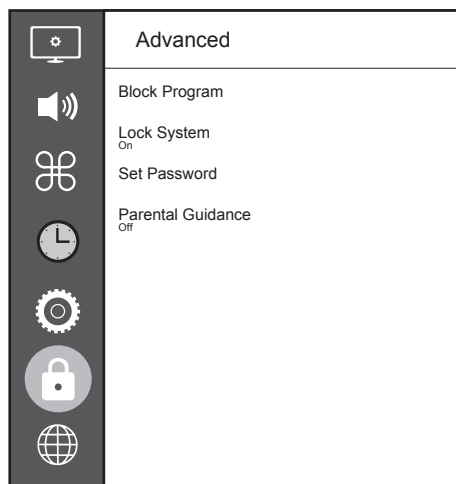 Advanced
Block Program
Lock System
On
Set Password
Parental Guidance
Off